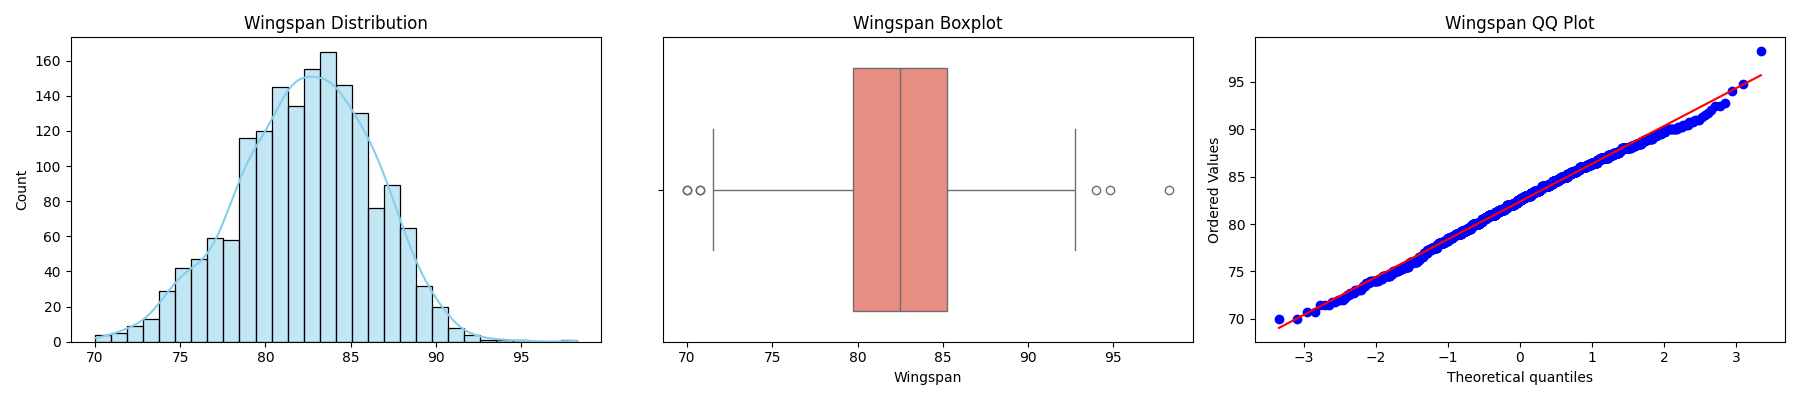 Wingspan Distribution
Count
160
140
120
100
80
60
40
20
0
70 75 80 85 90 95
Wingspan Boxplot
70 75 80 85 90 95
Wingspan
Wingspan QQ Plot
Ordered Values
95
90
85
80
75
70
−3 −2 −1 0 1 2 3
Theoretical quantiles